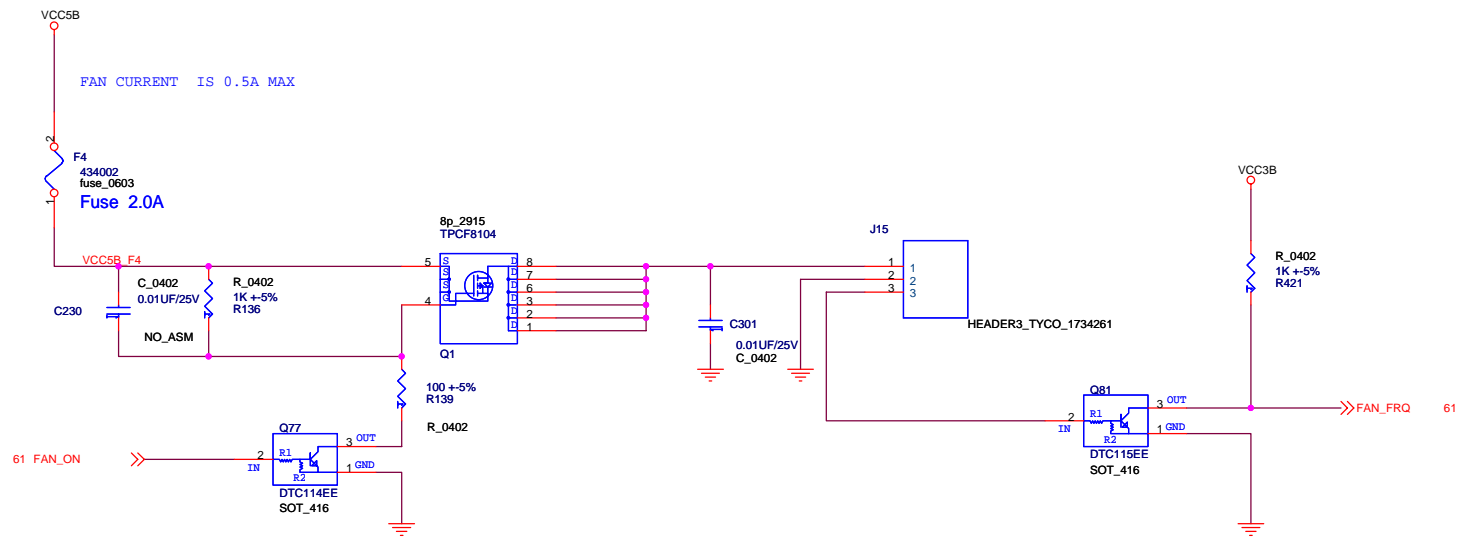 VCC5B
FAN CURRENT IS 0.5A MAX
2
F4
434002
fuse_0603
Fuse 2.0A
1
VCC5B_F4
C_0402
0.01UF/25V
C230
R_0402
1K +-5%
R136
NO_ASM
8p_2915
TPCF8104
5
4
S
S
S
G
D
D
D
D
D
D
8
7
6
3
2
1
Q1
100 +-5%
R139
R_0402
C301
0.01UF/25V
C_0402
J15
1
2
3
1
2
3
HEADER3_TYCO_1734261
VCC3B
R_0402
1K +-5%
R421
61 FAN_ON
Q77
2
IN
R1
R2
3
OUT
1
GND
DTC114EE
SOT_416
Q81
2
IN
R1
R2
3
OUT
1
GND
DTC115EE
SOT_416
FAN_FRQ 61